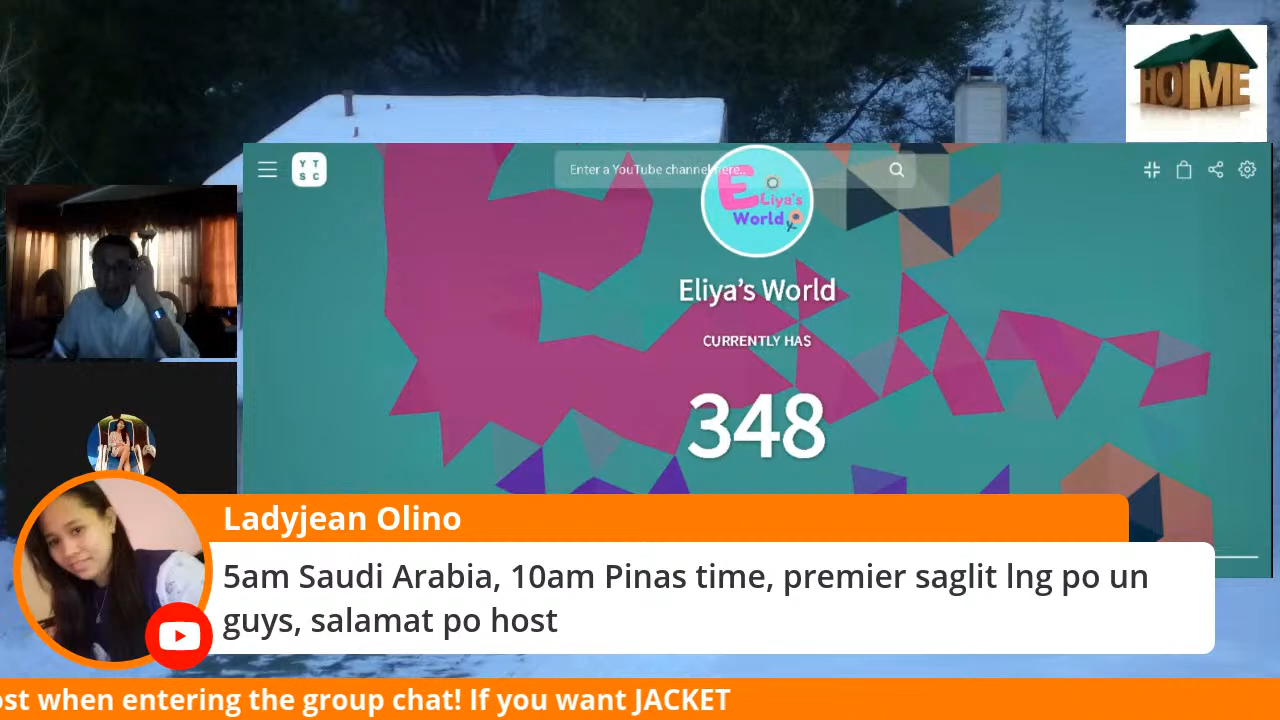 HOME
YT
SC
Enter a YouTube channel here..
ELiya's
World
Eliya's World
CURRENTLY HAS
348
Ladyjean Olino
5am Saudi Arabia, 10am Pinas time, premier saglit lng po un
guys, salamat po host
ost when entering the group chat! If you want JACKET